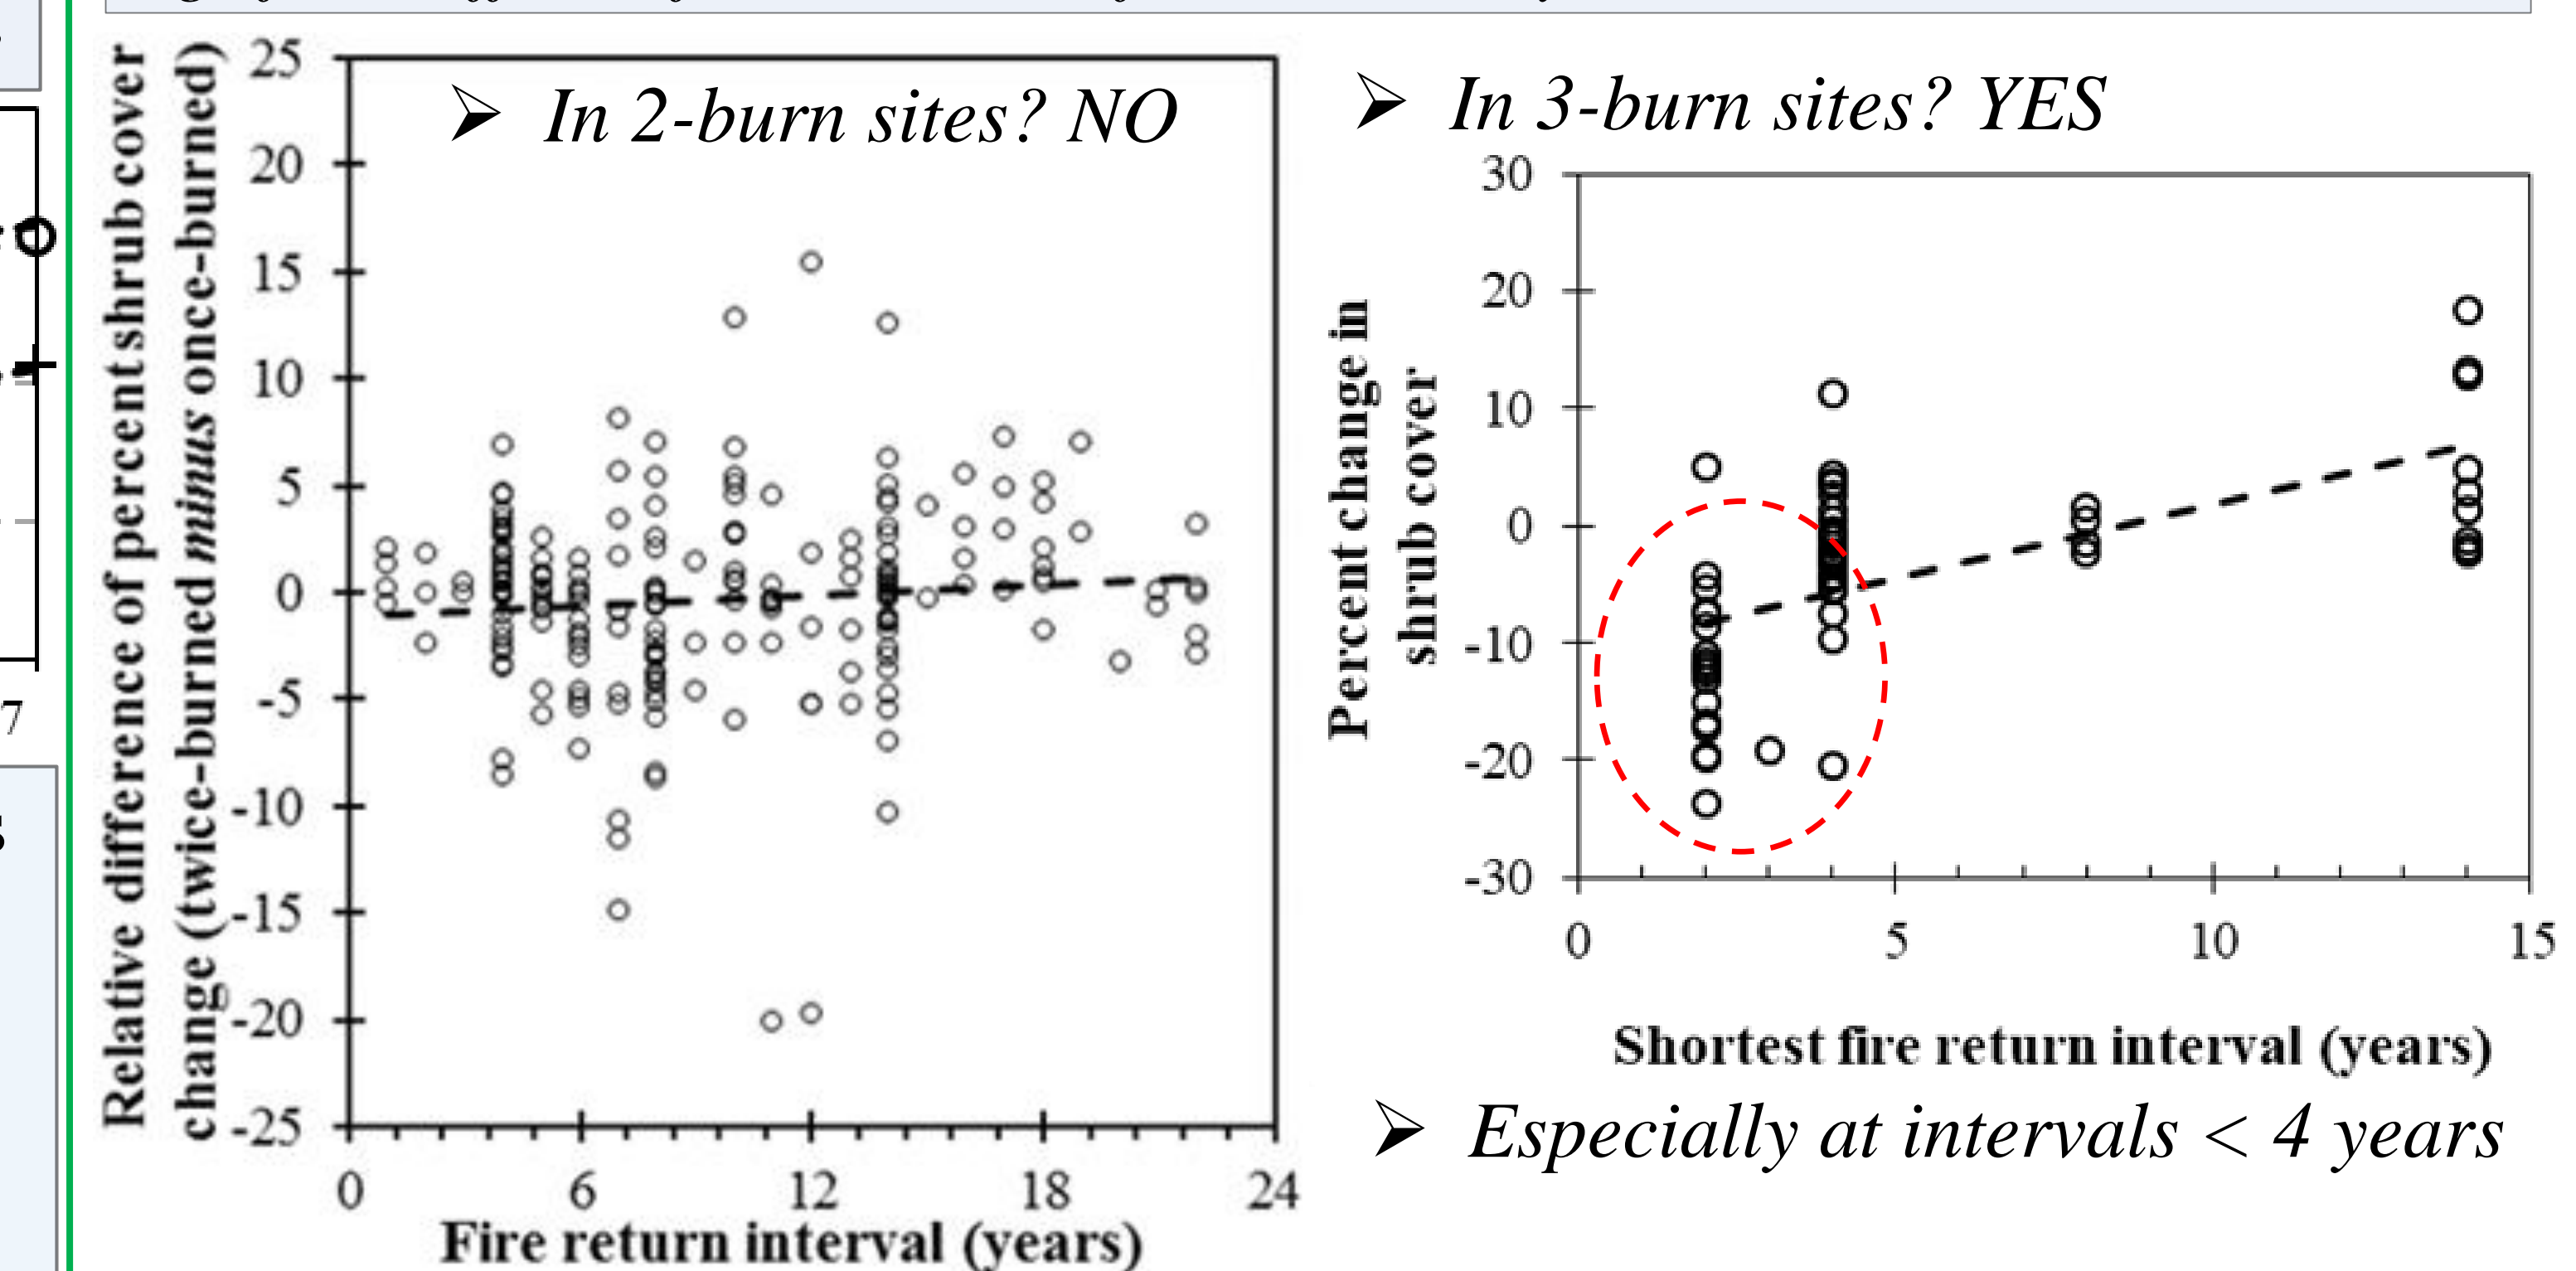 ➢ In 2-burn sites? NO
Relative difference of percent shrub cover
change (twice-burned minus once-burned)
25
20
15
10
5
0
-5
-10
-15
-20
-25
0 6 12 18 24
Fire return interval (years)
➢ In 3-burn sites? YES
Percent change in
shrub cover
30
20
10
0
-10
-20
-30
0 5 10 15
Shortest fire return interval (years)
➢ Especially at intervals < 4 years
7